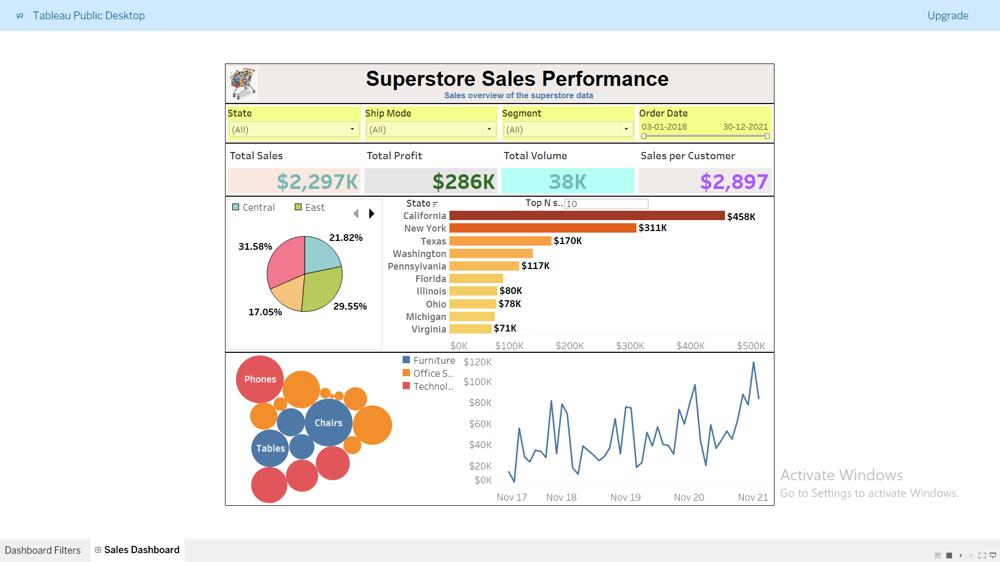 Tableau Public Desktop
Upgrade
Superstore Sales Performance
Sales overview of the superstore data
State
(All)
Ship Mode
(All)
Segment
(All)
Order Date
03-01-2018 30-12-2021
Total Sales
$2,297K
Total Profit
$286K
Total Volume
38K
Sales per Customer
$2,897
Central East
31.58%
21.82%
17.05%
29.55%
State
Top N s.. 10
California $458K
New York $311K
Texas $170K
Washington
Pennsylvania $117K
Florida
Illinois $80K
Ohio $78K
Michigan
Virginia $71K
$0K $100K $200K $300K $400K $500K
Phones
Chairs
Tables
Furniture
Office S..
Technol..
$120K
$100K
$80K
$60K
$40K
$20K
$0K
Nov 17 Nov 18 Nov 19 Nov 20 Nov 21
Activate Windows
Go to Settings to activate Windows.
Dashboard Filters
Sales Dashboard